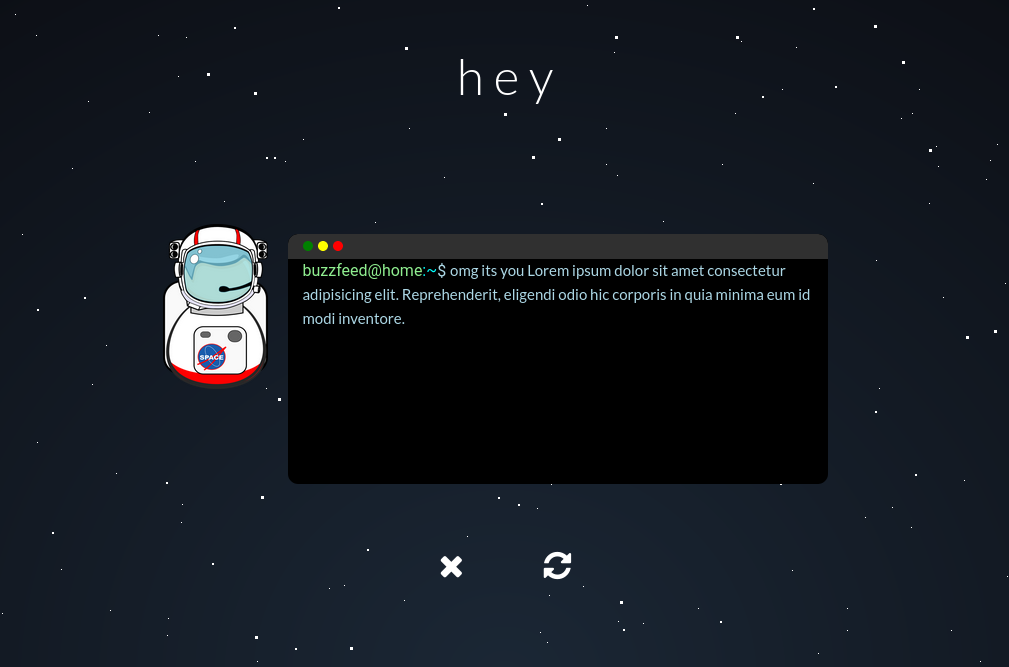 hey
buzzfeed@home:~$ omg its you Lorem ipsum dolor sit amet consectetur
adipisicing elit. Reprehenderit, eligendi odio hic corporis in quia minima eum id
modi inventore.
SPACE